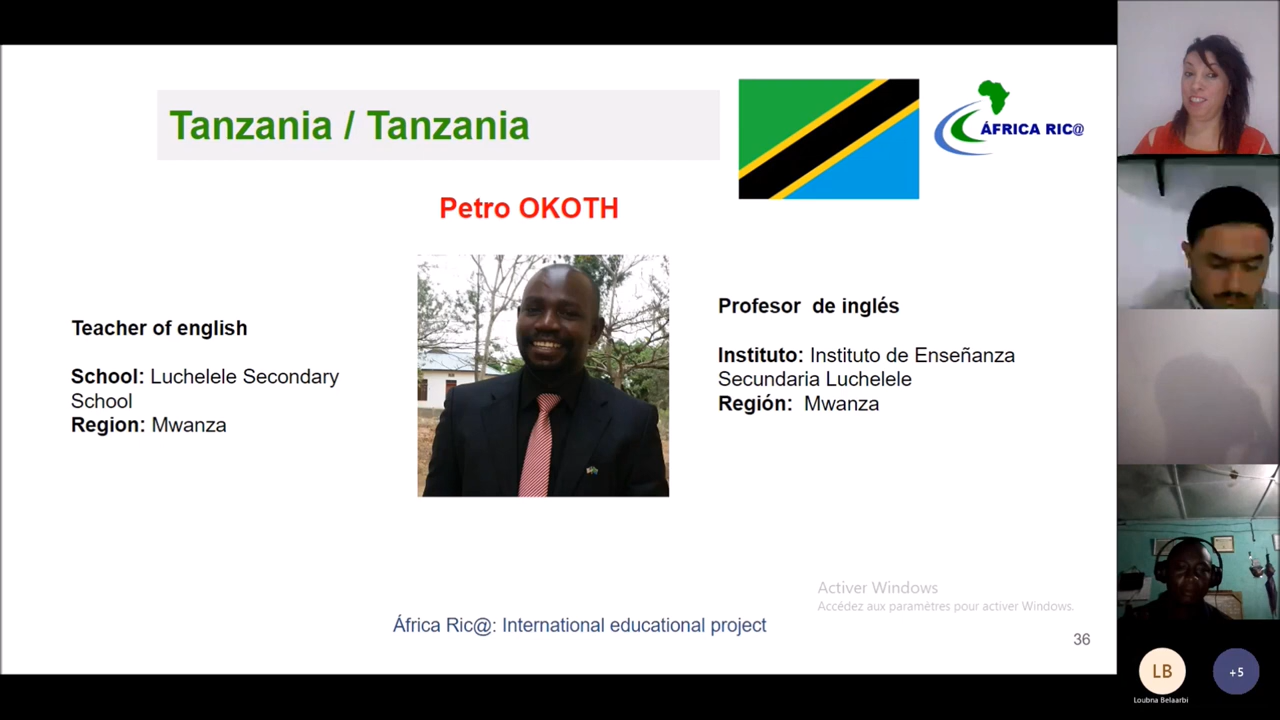 Tanzania / Tanzania
ÁFRICA RIC@
Petro OKOTH
Teacher of english
School: Luchelele Secondary
School
Region: Mwanza
Profesor de inglés
Instituto: Instituto de Enseñanza
Secundaria Luchelele
Región: Mwanza
Activer Windows
Accédez aux paramètres pour activer Windows.
África Ric@: International educational project
36
LB
+5
Loubna Belaarbi